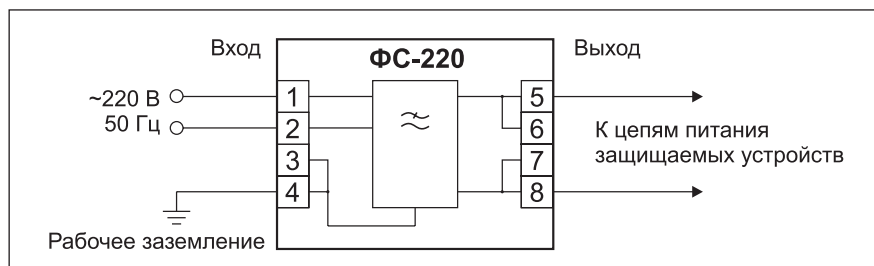 Вход
ФС-220
Выход
~220 В
50 Гц
1
2
3
4
5
6
7
8
К цепям питания
защищаемых устройств
Рабочее заземление